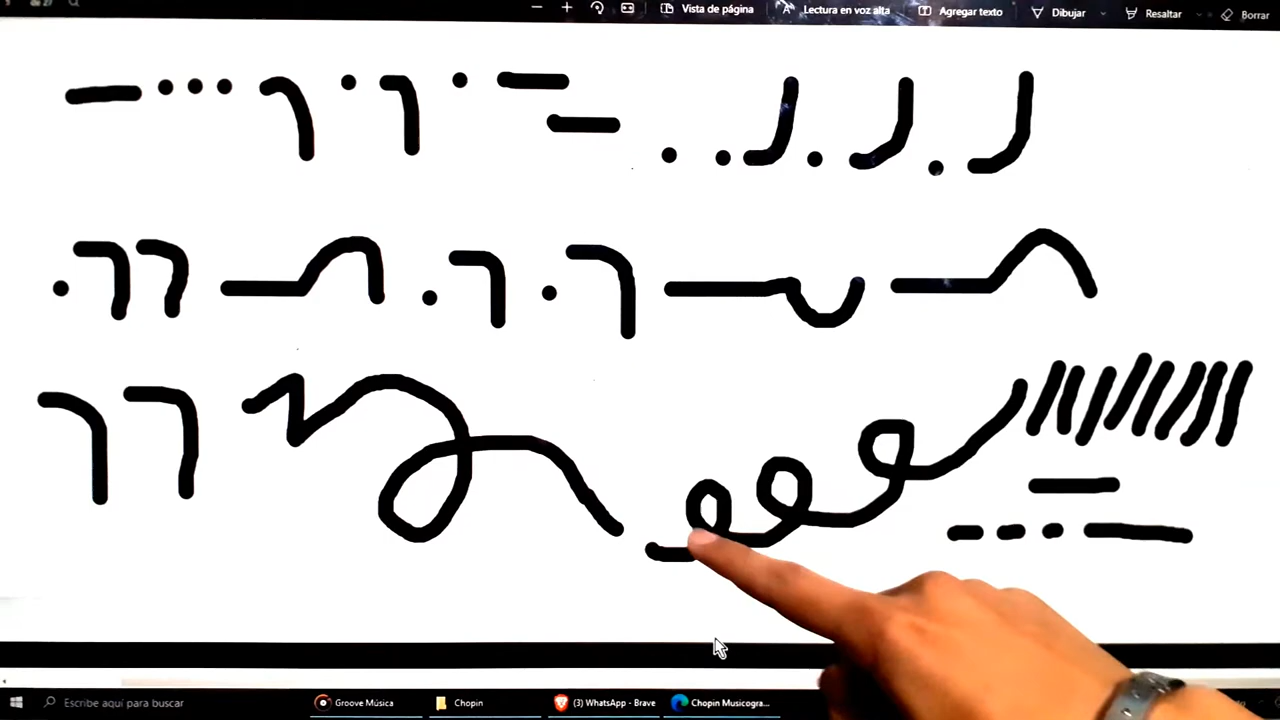 Vista de página Lectura en voz alta Agregar texto Dibujar Resaltar Borrar
Escribe aquí para buscar Groove Música Chopin (3) WhatsApp - Brave Chopin Musicogra...